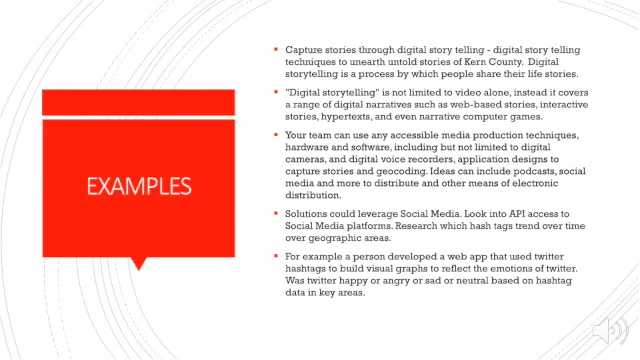 EXAMPLES
▪ Capture stories through digital story telling - digital story telling
techniques to unearth untold stories of Kern County.  Digital
storytelling is a process by which people share their life stories.
▪ "Digital storytelling" is not limited to video alone, instead it covers
a range of digital narratives such as web-based stories, interactive
stories, hypertexts, and even narrative computer games.
▪ Your team can use any accessible media production techniques,
hardware and software, including but not limited to digital
cameras, and digital voice recorders, application designs to
capture stories and geocoding. Ideas can include podcasts, social
media and more to distribute and other means of electronic
distribution.
▪ Solutions could leverage Social Media. Look into API access to
Social Media platforms. Research which hash tags trend over time
over geographic areas.
▪ For example a person developed a web app that used twitter
hashtags to build visual graphs to reflect the emotions of twitter.
Was twitter happy or angry or sad or neutral based on hashtag
data in key areas.